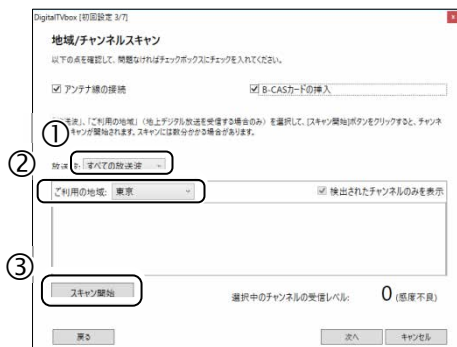 DigitalTVbox [初回設定 3/7]
地域/チャンネルスキャン
以下の点を確認して、問題なければチェックボックスにチェックを入れてください。
アンテナ線の接続
B-CASカードの挿入
」、「ご利用の地域」（地上デジタル放送を受信する場合のみ）を選択して、[スキャン開始]ボタンをクリックすると、チャンネ
キャンが開始されます。スキャンには数分かかる場合があります。
①
② すべての放送波
ご利用の地域: 東京
検出されたチャンネルのみを表示
③
スキャン開始
選択中のチャンネルの受信レベル: 0 (感度不良)
戻る 次へ キャンセル